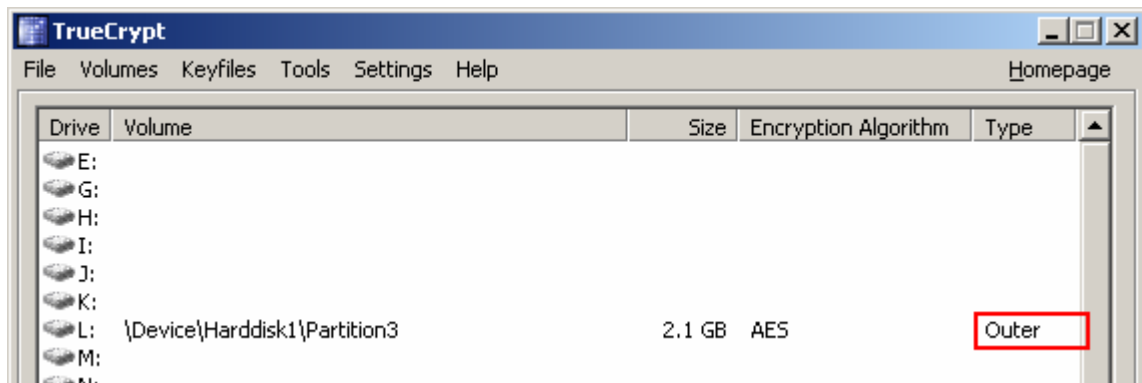 TrueCrypt
File Volumes Keyfiles Tools Settings Help Homepage
Drive Volume Size Encryption Algorithm Type
E:
G:
H:
I:
J:
K:
L: \Device\Harddisk1\Partition3 2.1 GB AES Outer
M: